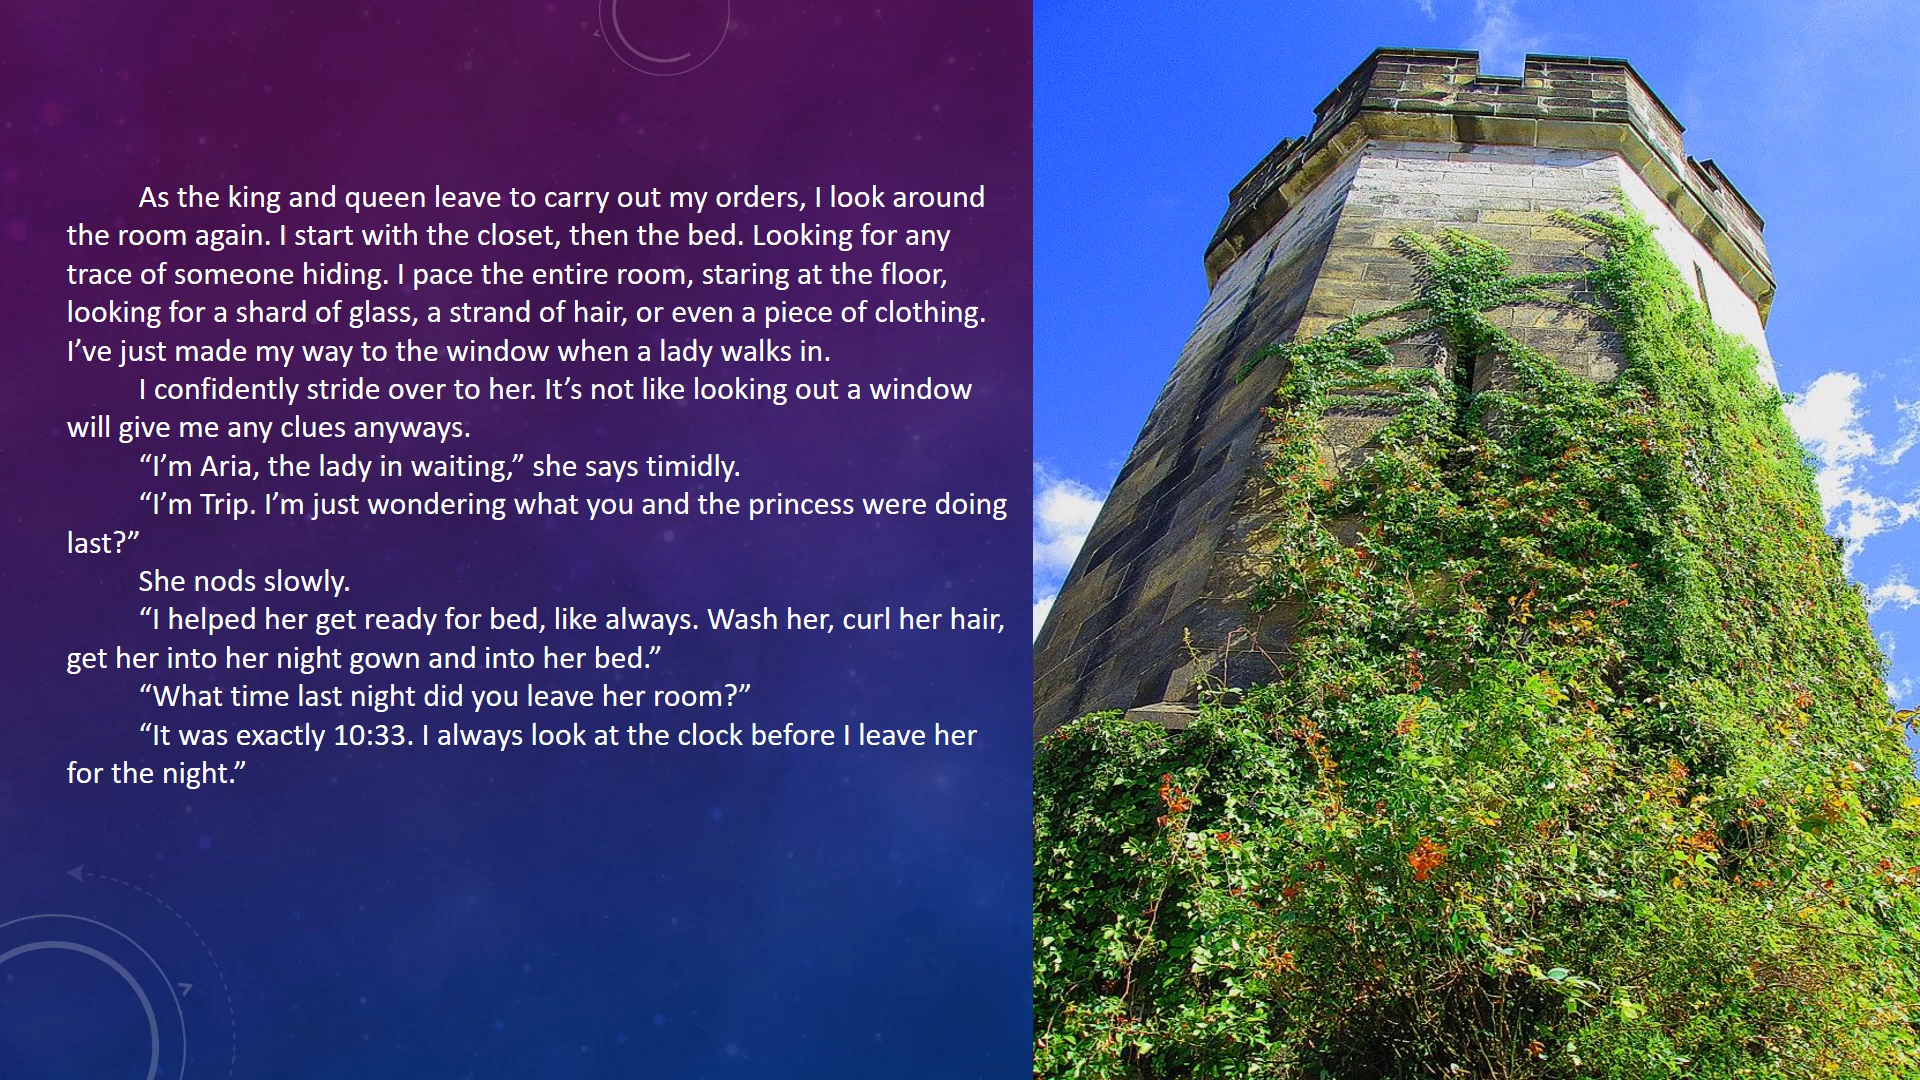 As the king and queen leave to carry out my orders, I look around
the room again. I start with the closet, then the bed. Looking for any
trace of someone hiding. I pace the entire room, staring at the floor,
looking for a shard of glass, a strand of hair, or even a piece of clothing.
I’ve just made my way to the window when a lady walks in.
I confidently stride over to her. It’s not like looking out a window
will give me any clues anyways.
“I’m Aria, the lady in waiting,” she says timidly.
“I’m Trip. I’m just wondering what you and the princess were doing
last?”
She nods slowly.
“I helped her get ready for bed, like always. Wash her, curl her hair,
get her into her night gown and into her bed.”
“What time last night did you leave her room?”
“It was exactly 10:33. I always look at the clock before I leave her
for the night.”